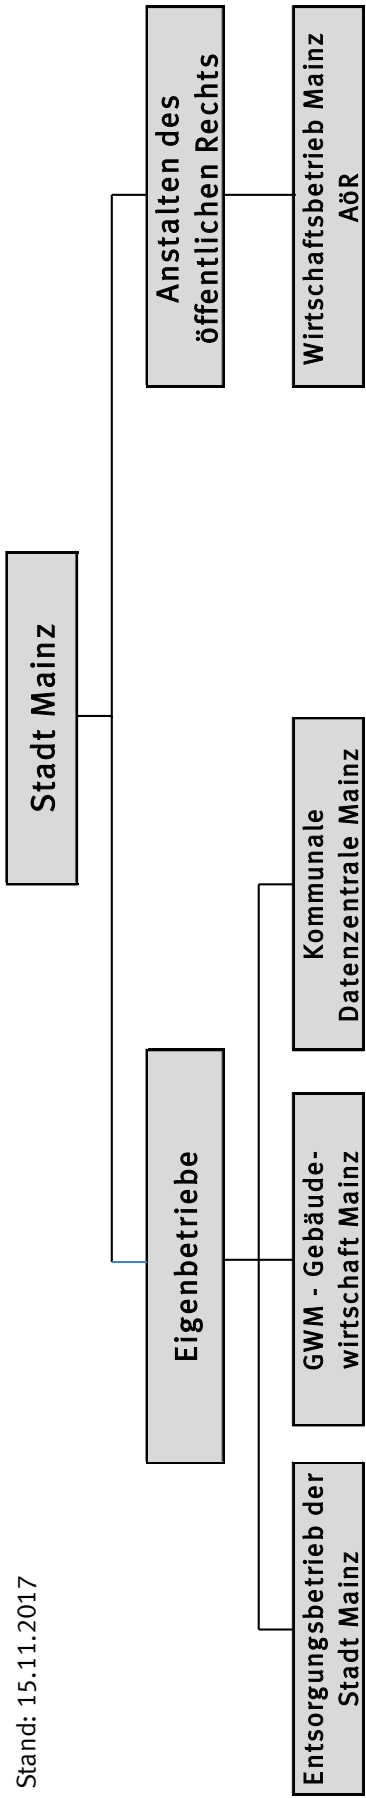 Stand: 15.11.2017
Stadt Mainz
Eigenbetriebe
Anstalten des
öffentlichen Rechts
Entsorgungsbetrieb der
Stadt Mainz
GWM - Gebäude-
wirtschaft Mainz
Kommunale
Datenzentrale Mainz
Wirtschaftsbetrieb Mainz
AöR